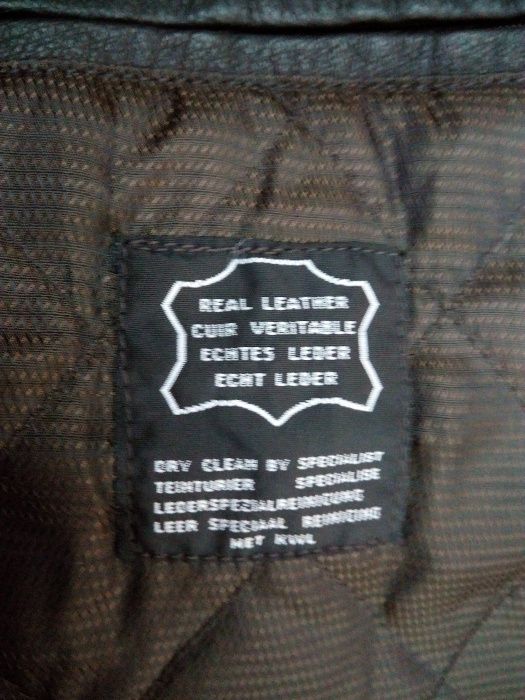 REAL LEATHER
CUIR VERITABLE
ECHTES LEDER
ECHT LEDER
DRY CLEAN BY SPECIALIST
TEINTURIER SPECIALISE
LEDERSPEZIALREINIGUNG
LEER SPECIAAL REINIGING
MET KWL